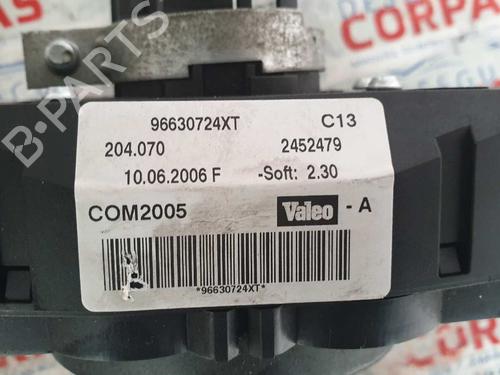 CORPAS
96630724XT C13
204.070 2452479
10.06.2006 F -Soft: 2.30
COM2005 Valeo - A
*96630724XT*
B-PARTS